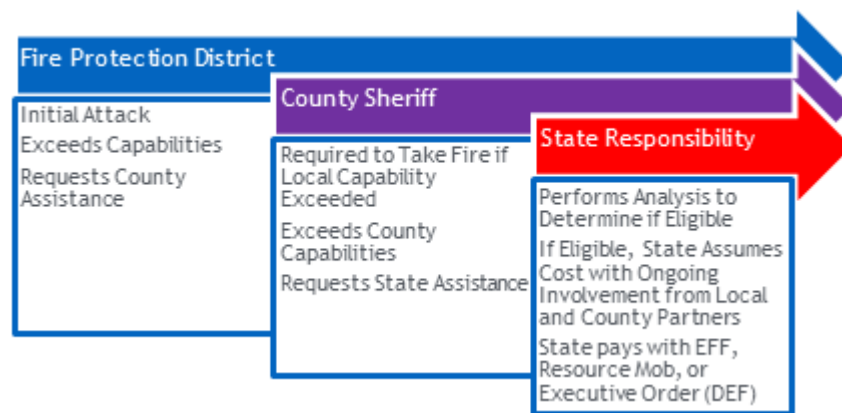 Fire Protection District
Initial Attack
Exceeds Capabilities
Requests County
Assistance
County Sheriff
Required to Take Fire if
Local Capability
Exceeded
Exceeds County
Capabilities
Requests State Assistance
State Responsibility
Performs Analysis to
Determine if Eligible
If Eligible, State Assumes
Cost with Ongoing
Involvement from Local
and County Partners
State pays with EFF,
Resource Mob, or
Executive Order (DEF)